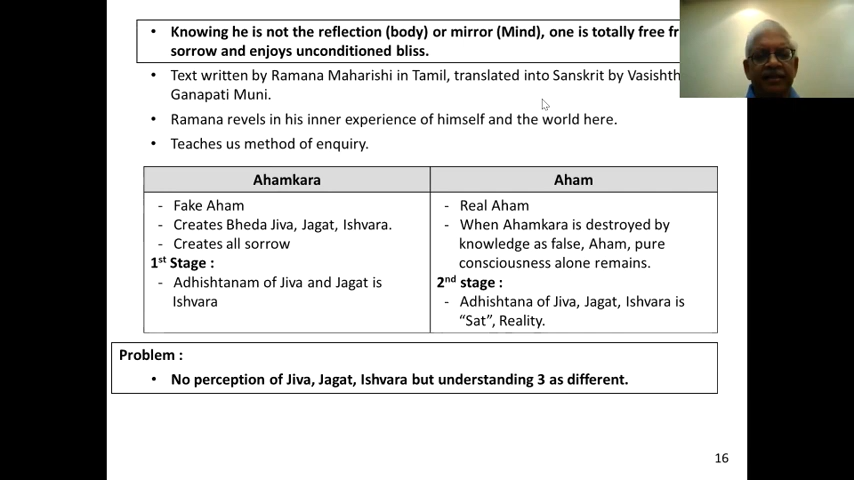 • Knowing he is not the reflection (body) or mirror (Mind), one is totally free fr
sorrow and enjoys unconditioned bliss.
• Text written by Ramana Maharishi in Tamil, translated into Sanskrit by Vasishth
Ganapati Muni.
• Ramana revels in his inner experience of himself and the world here.
• Teaches us method of enquiry.
Ahamkara
- Fake Aham
- Creates Bheda Jiva, Jagat, Ishvara.
- Creates all sorrow
1st Stage :
- Adhishtanam of Jiva and Jagat is
Ishvara
Aham
- Real Aham
- When Ahamkara is destroyed by
knowledge as false, Aham, pure
consciousness alone remains.
2nd stage :
- Adhishtana of Jiva, Jagat, Ishvara is
“Sat”, Reality.
Problem :
• No perception of Jiva, Jagat, Ishvara but understanding 3 as different.
16